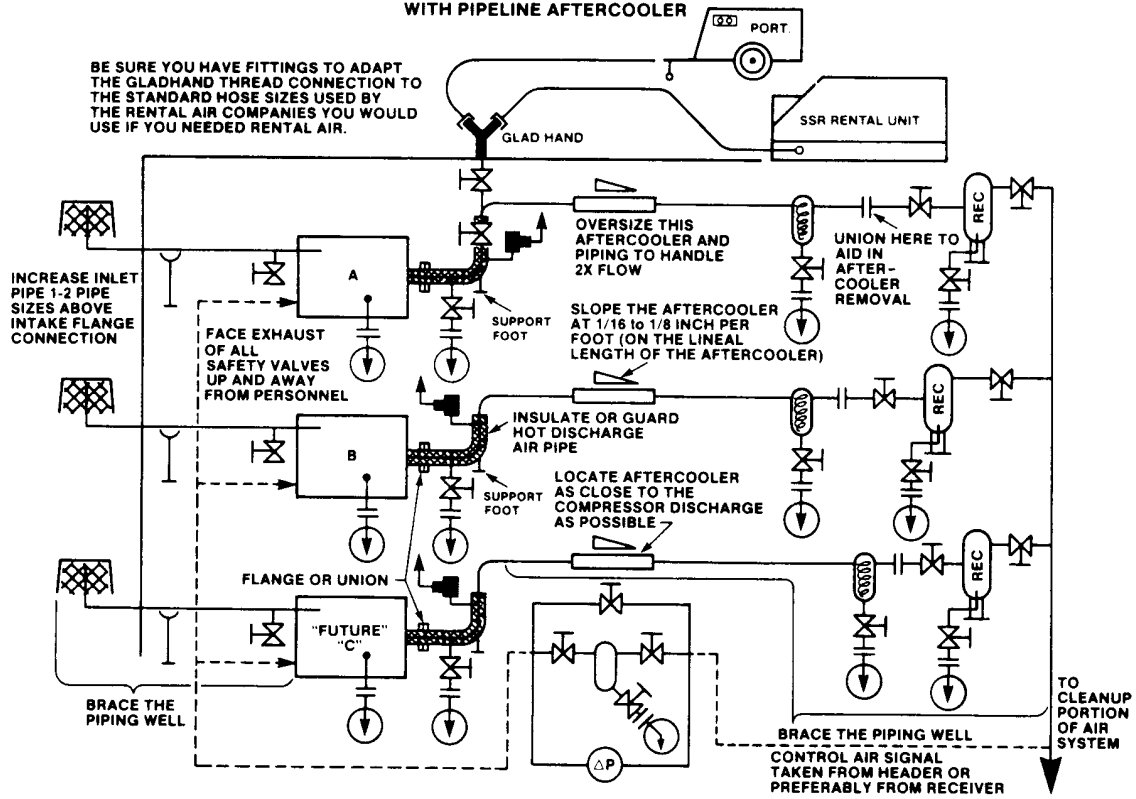 WITH PIPELINE AFTERCOOLER
PORT.
BE SURE YOU HAVE FITTINGS TO ADAPT
THE GLADHAND THREAD CONNECTION TO
THE STANDARD HOSE SIZES USED BY
THE RENTAL AIR COMPANIES YOU WOULD
USE IF YOU NEEDED RENTAL AIR.
GLAD HAND
SSR RENTAL UNIT
REC
OVERSIZE THIS
AFTERCOOLER AND
PIPING TO HANDLE
2X FLOW
UNION HERE TO
AID IN
AFTER-
COOLER
REMOVAL
A
INCREASE INLET
PIPE 1-2 PIPE
SIZES ABOVE
INTAKE FLANGE
CONNECTION
SUPPORT
FOOT
SLOPE THE AFTERCOOLER
AT 1/16 to 1/8 INCH PER
FOOT (ON THE LINEAL
LENGTH OF THE AFTERCOOLER)
FACE EXHAUST
OF ALL
SAFETY VALVES
UP AND AWAY
FROM PERSONNEL
REC
INSULATE OR GUARD
HOT DISCHARGE
AIR PIPE
B
SUPPORT
FOOT
LOCATE AFTERCOOLER
AS CLOSE TO THE
COMPRESSOR DISCHARGE
AS POSSIBLE
FLANGE OR UNION
REC
"FUTURE"
"C"
BRACE THE
PIPING WELL
TO
CLEANUP
PORTION
OF AIR
SYSTEM
BRACE THE PIPING WELL
ΔP
CONTROL AIR SIGNAL
TAKEN FROM HEADER OR
PREFERABLY FROM RECEIVER